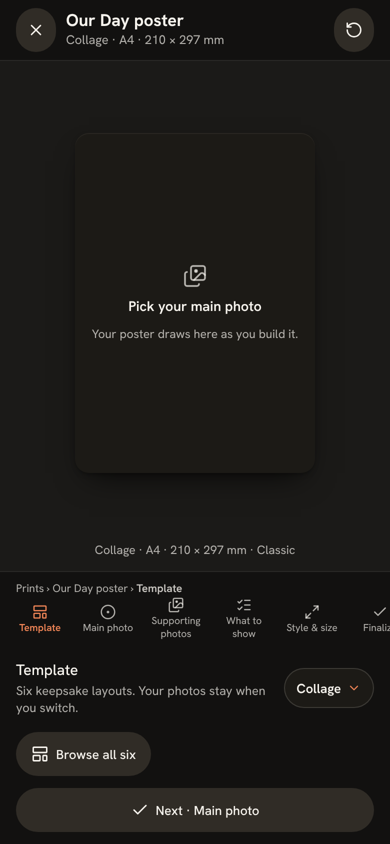 Our Day poster
Collage · A4 · 210 × 297 mm
Pick your main photo
Your poster draws here as you build it.
Collage · A4 · 210 × 297 mm · Classic
Prints › Our Day poster › Template
Template
Main photo
Supporting
photos
What to
show
Style & size
Finaliz
Template
Six keepsake layouts. Your photos stay when
you switch.
Collage
Browse all six
Next · Main photo